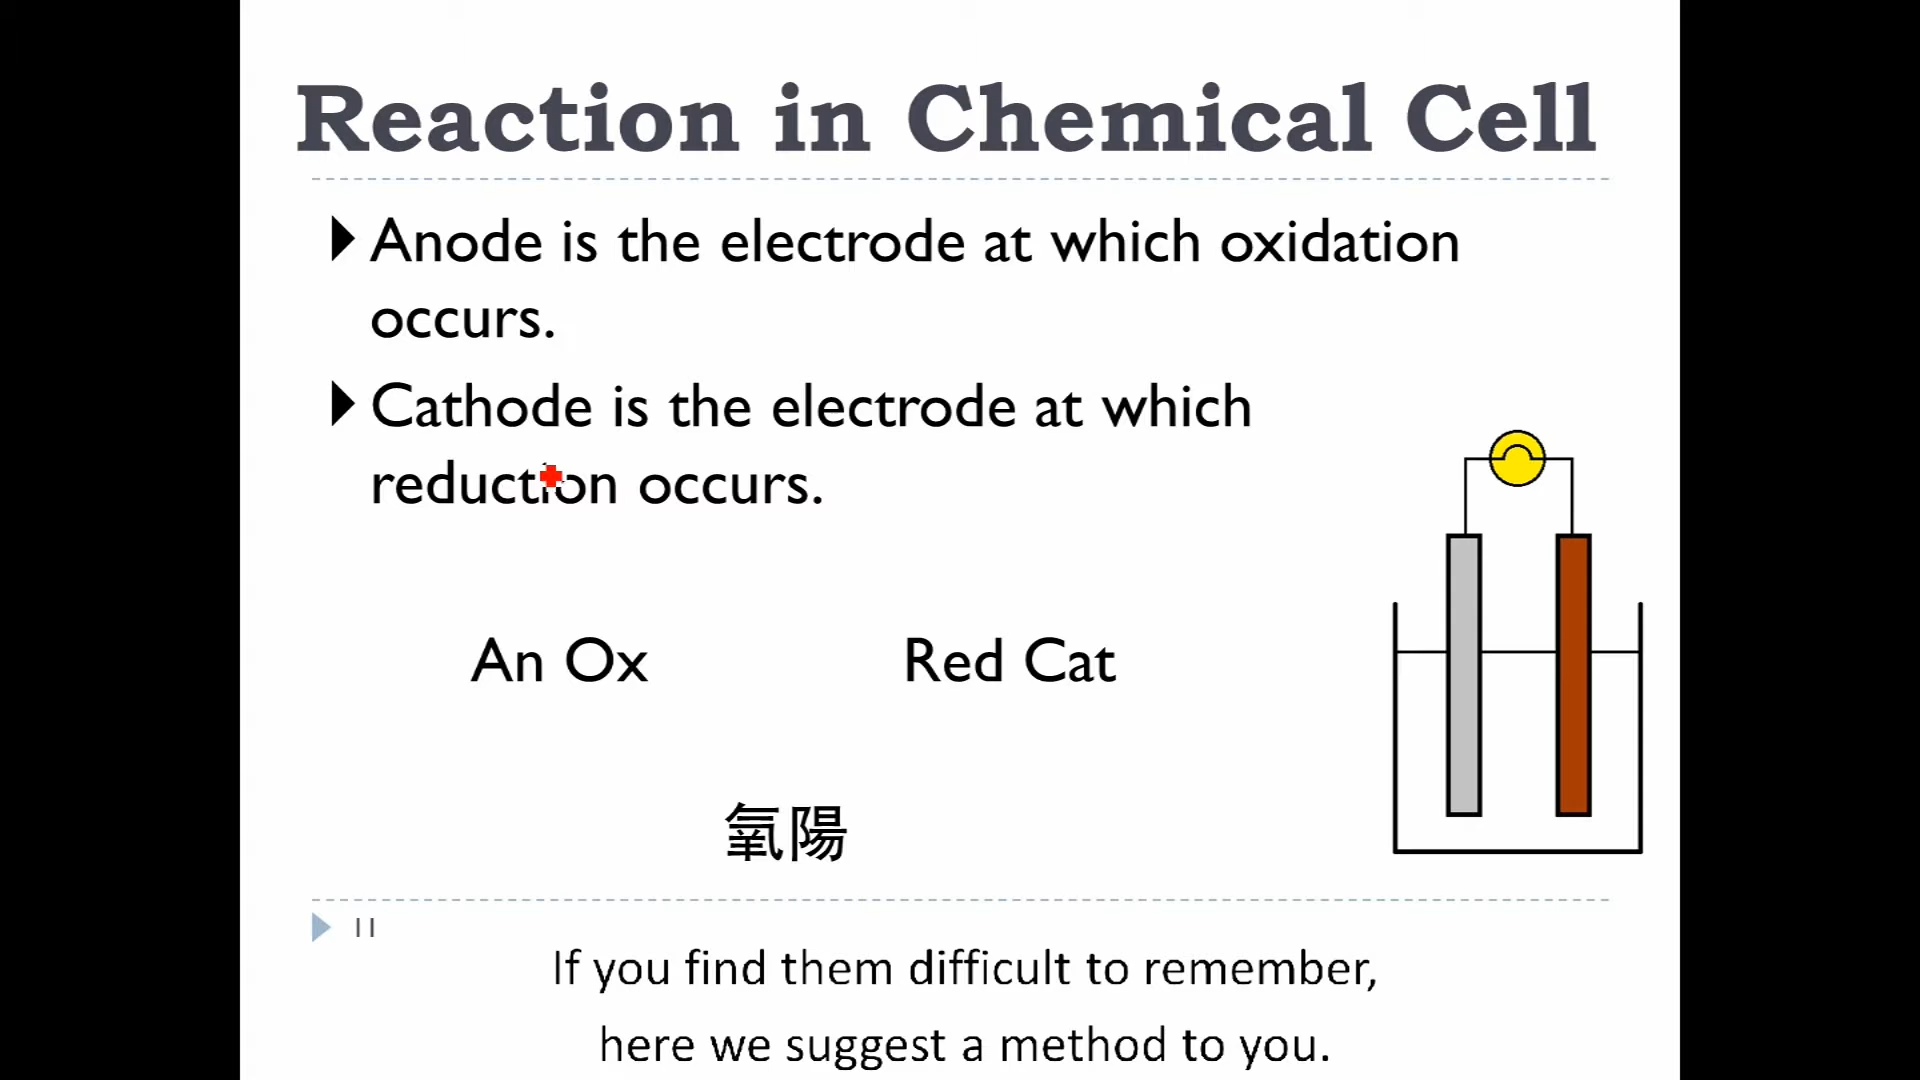 Reaction in Chemical Cell
Anode is the electrode at which oxidation
occurs.
Cathode is the electrode at which
reduction occurs.
An Ox
Red Cat
氧陽
11
If you find them difficult to remember,
here we suggest a method to you.